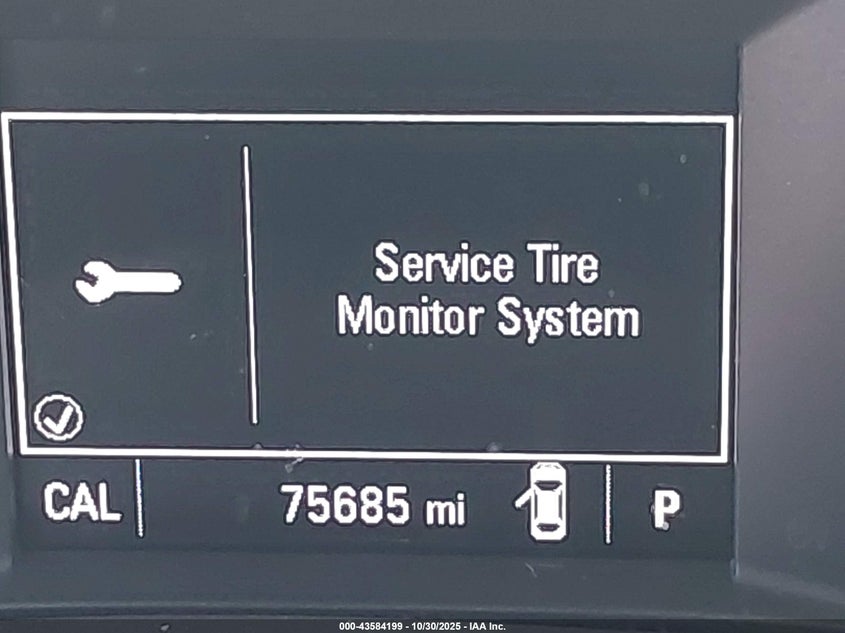 Service Tire
Monitor System
CAL 75685 mi P
000-43584199 - 10/30/2025 - IAA Inc.